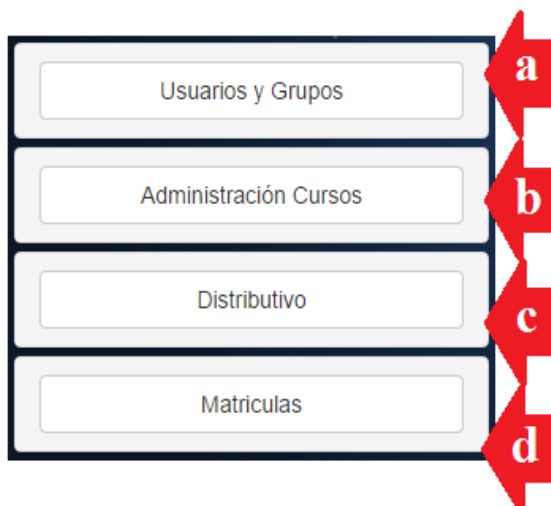 Usuarios y Grupos
a
Administración Cursos
b
Distributivo
c
Matriculas
d